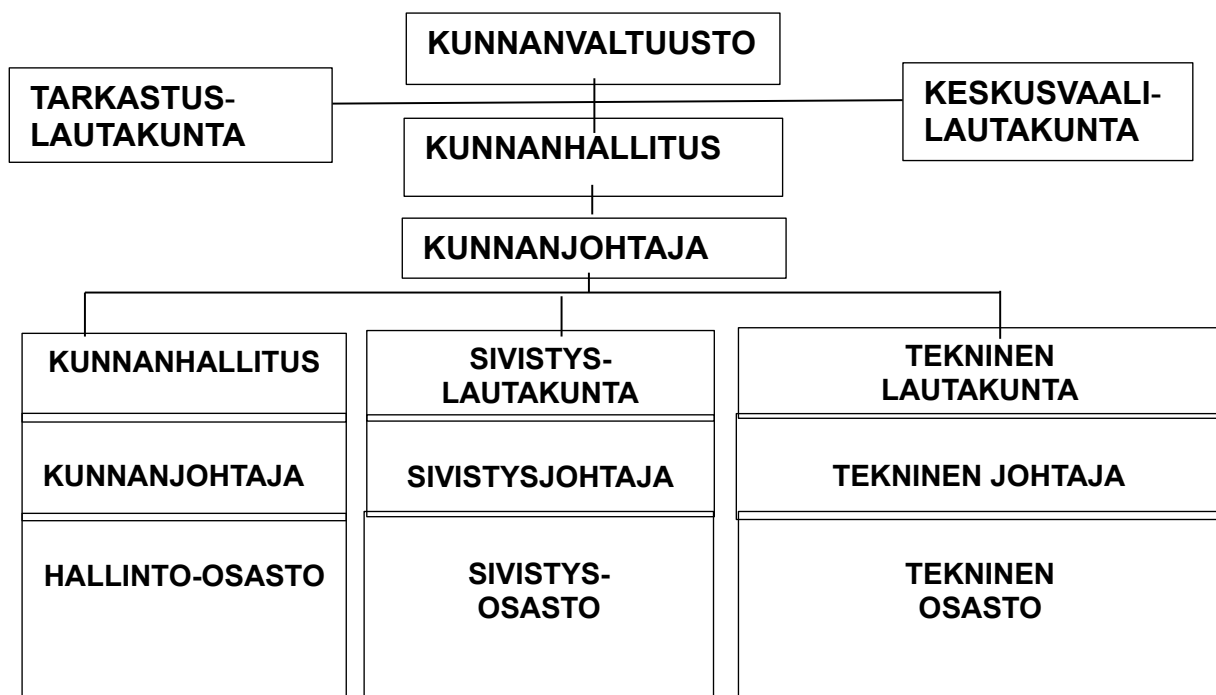 KUNNANVALTUUSTO
TARKASTUS-
LAUTAKUNTA
KESKUSVAALI-
LAUTAKUNTA
KUNNANHALLITUS
KUNNANJOHTAJA
KUNNANHALLITUS
SIVISTYS-
LAUTAKUNTA
TEKNINEN
LAUTAKUNTA
KUNNANJOHTAJA
SIVISTYSJOHTAJA
TEKNINEN JOHTAJA
HALLINTO-OSASTO
SIVISTYS-
OSASTO
TEKNINEN
OSASTO